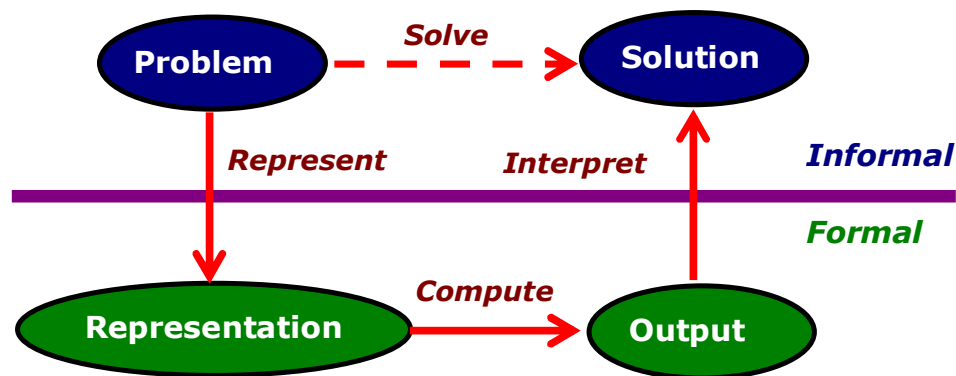 Solve
Problem
Solution
Represent
Interpret
Informal
Formal
Compute
Representation
Output